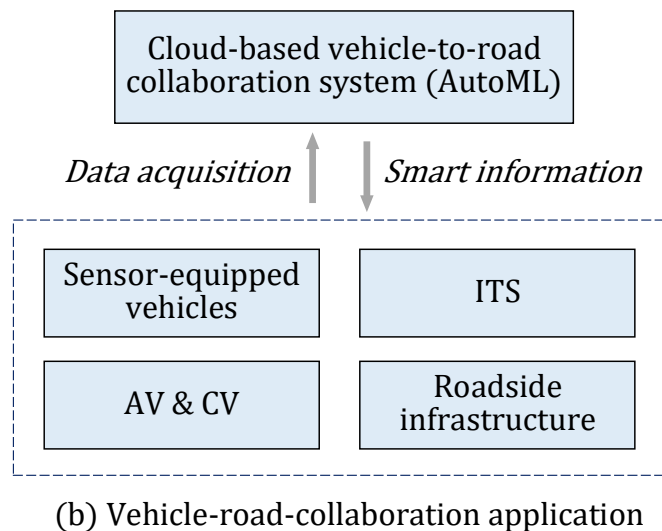 Cloud-based vehicle-to-road
collaboration system (AutoML)
Data acquisition
Smart information
Sensor-equipped
vehicles
ITS
AV & CV
Roadside
infrastructure
(b) Vehicle-road-collaboration application